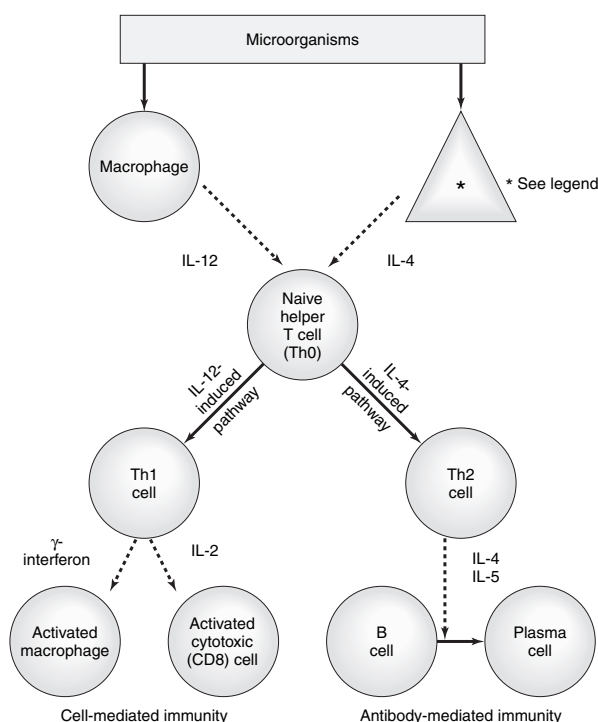 Microorganisms
Macrophage
*
* See legend
IL-12
IL-4
Naive
helper
T cell
(Th0)
IL-12-
induced
pathway
IL-4-
induced
pathway
Th1
cell
Th2
cell
γ-
interferon
IL-2
IL-4
IL-5
Activated
macrophage
Activated
cytotoxic
(CD8) cell
B
cell
Plasma
cell
Cell-mediated immunity
Antibody-mediated immunity